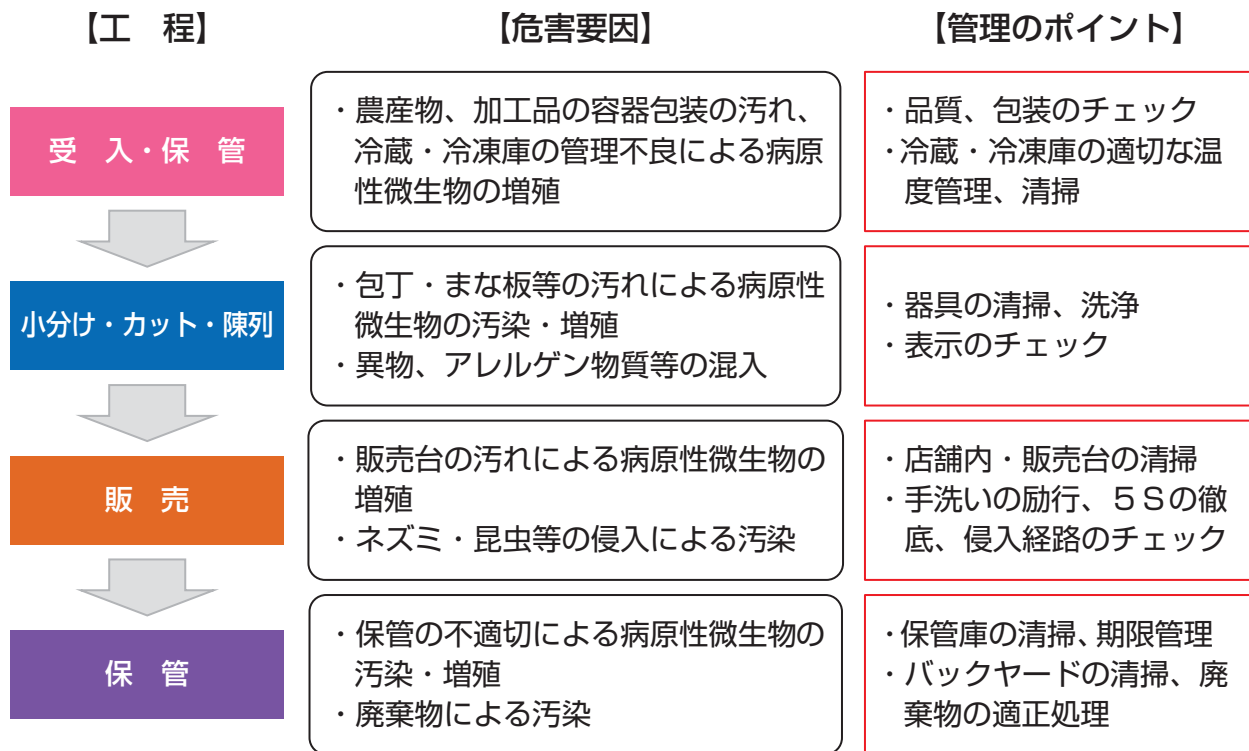 【工　程】
【危害要因】
【管理のポイント】
受　入・保　管
・農産物、加工品の容器包装の汚れ、
冷蔵・冷凍庫の管理不良による病原
性微生物の増殖
・品質、包装のチェック
・冷蔵・冷凍庫の適切な温
度管理、清掃
小分け・カット・陳列
・包丁・まな板等の汚れによる病原性
微生物の汚染・増殖
・異物、アレルゲン物質等の混入
・器具の清掃、洗浄
・表示のチェック
販　売
・販売台の汚れによる病原性微生物の
増殖
・ネズミ・昆虫等の侵入による汚染
・店舗内・販売台の清掃
・手洗いの励行、５Ｓの徹
底、侵入経路のチェック
保　管
・保管の不適切による病原性微生物の
汚染・増殖
・廃棄物による汚染
・保管庫の清掃、期限管理
・バックヤードの清掃、廃
棄物の適正処理